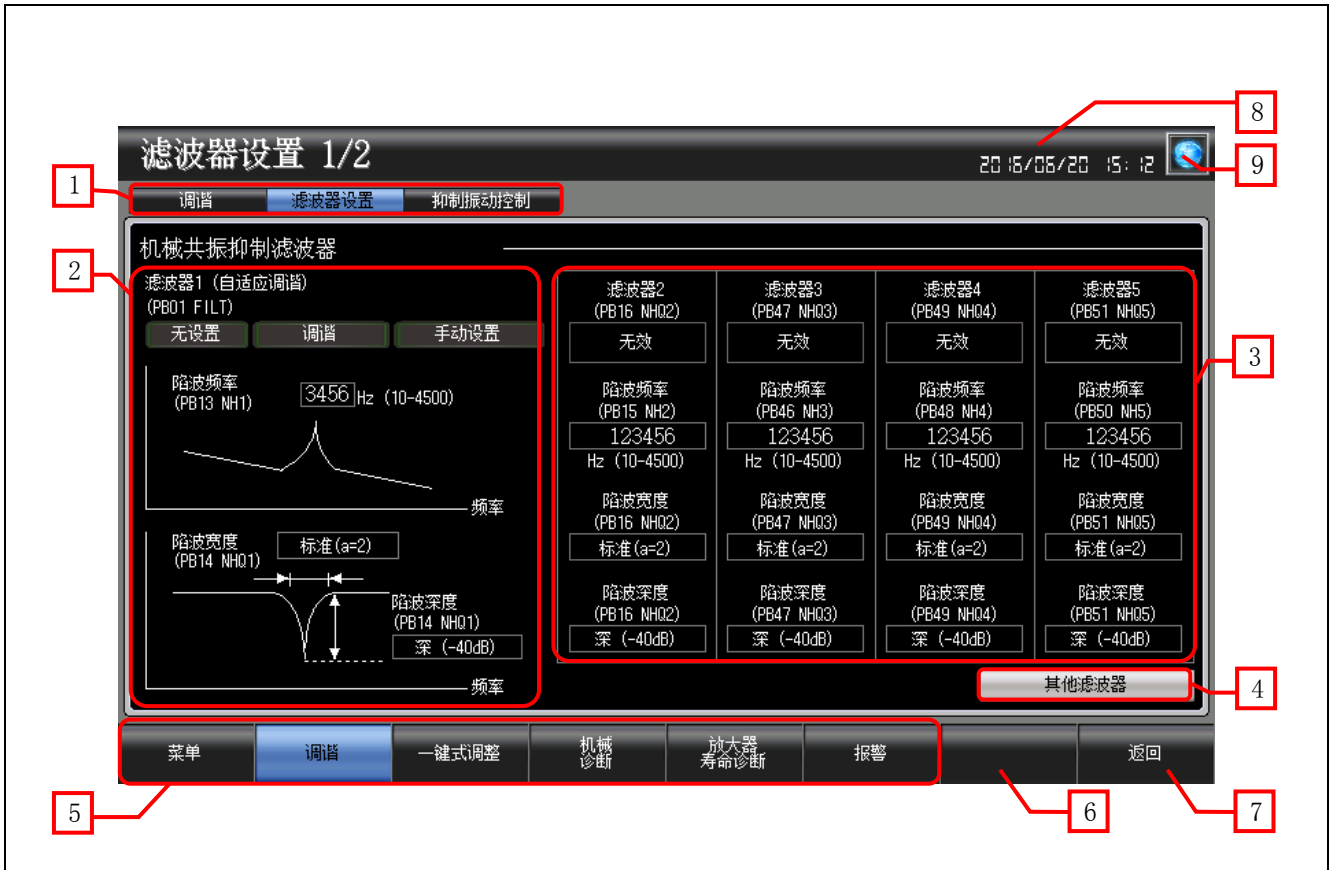 8
滤波器设置 1/2
2016/06/20 15:12
9
1
调谐
滤波器设置
抑制振动控制
机械共振抑制滤波器
2
滤波器1 (自适应调谐)
(PB01 FILT)
无设置
调谐
手动设置
陷波频率
(PB13 NH1)
3456 Hz (10-4500)
频率
陷波宽度
(PB14 NHQ1)
标准(a=2)
陷波深度
(PB14 NHQ1)
深 (-40dB)
频率
滤波器2
(PB16 NHQ2)
无效
陷波频率
(PB15 NH2)
123456
Hz (10-4500)
陷波宽度
(PB16 NHQ2)
标准(a=2)
陷波深度
(PB16 NHQ2)
深 (-40dB)
滤波器3
(PB47 NHQ3)
无效
陷波频率
(PB46 NH3)
123456
Hz (10-4500)
陷波宽度
(PB47 NHQ3)
标准(a=2)
陷波深度
(PB47 NHQ3)
深 (-40dB)
滤波器4
(PB49 NHQ4)
无效
陷波频率
(PB48 NH4)
123456
Hz (10-4500)
陷波宽度
(PB49 NHQ4)
标准(a=2)
陷波深度
(PB49 NHQ4)
深 (-40dB)
滤波器5
(PB51 NHQ5)
无效
陷波频率
(PB50 NH5)
123456
Hz (10-4500)
陷波宽度
(PB51 NHQ5)
标准(a=2)
陷波深度
(PB51 NHQ5)
深 (-40dB)
3
其他滤波器
4
菜单
调谐
一键式调整
机械
诊断
放大器
寿命诊断
报警
返回
5
6
7